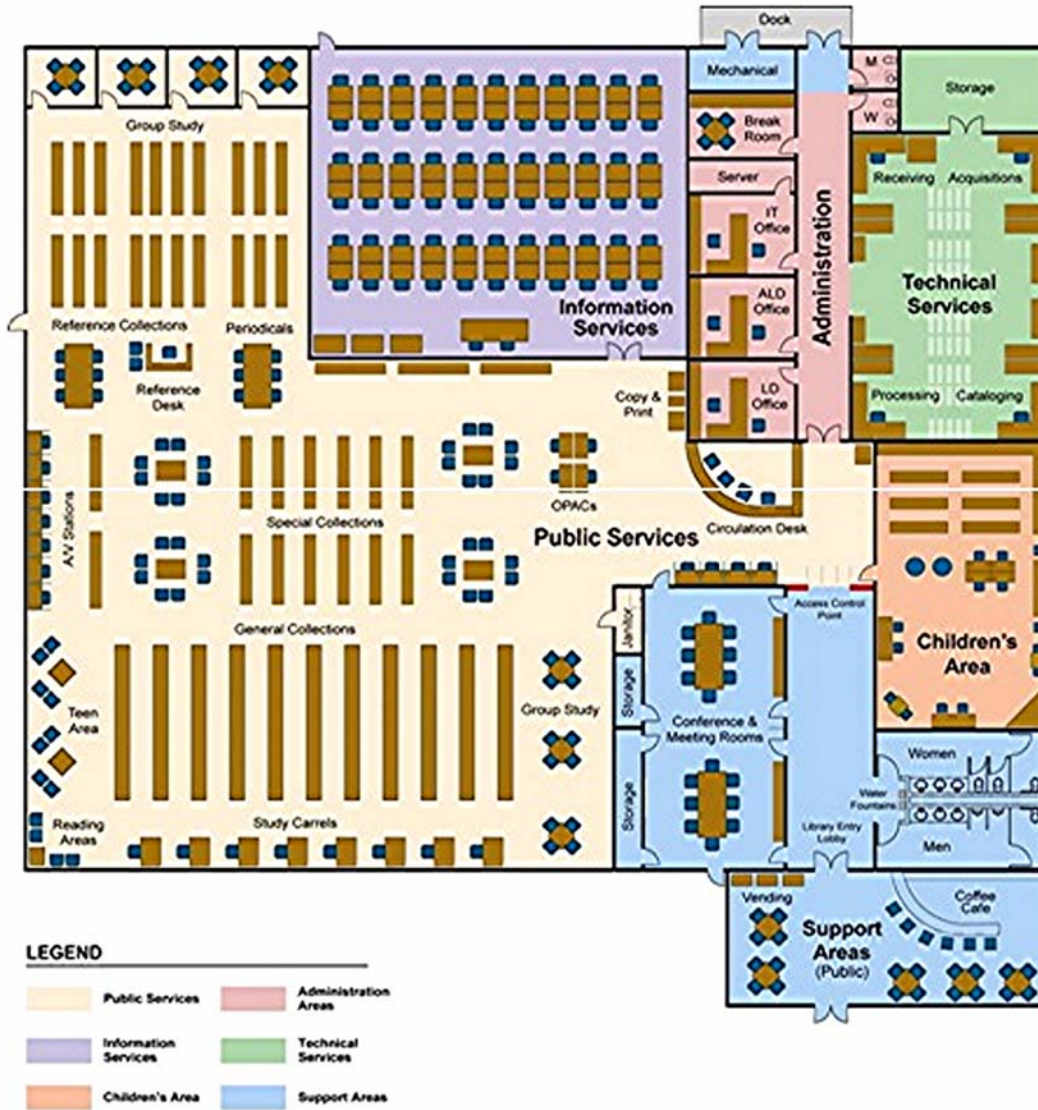 Dock
Mechanical
M
Storage
Group Study
Break
Room
W
Server
Receiving
Acquisitions
IT
Office
Administration
Technical
Services
Information
Services
ALD
Office
Reference Collections
Periodicals
Reference
Desk
Copy &
Print
LD
Office
Processing
Cataloging
A/V Stations
Special Collections
OPACs
Circulation Desk
Public Services
General Collections
Janitor
Access Control
Point
Children's
Area
Storage
Teen
Area
Group Study
Conference &
Meeting Rooms
Women
Water
Fountains
Storage
Reading
Areas
Study Carrels
Library Entry
Lobby
Men
Vending
Coffee
Cafe
Support
Areas
(Public)
LEGEND
Public Services
Administration
Areas
Information
Services
Technical
Services
Children's Area
Support Areas